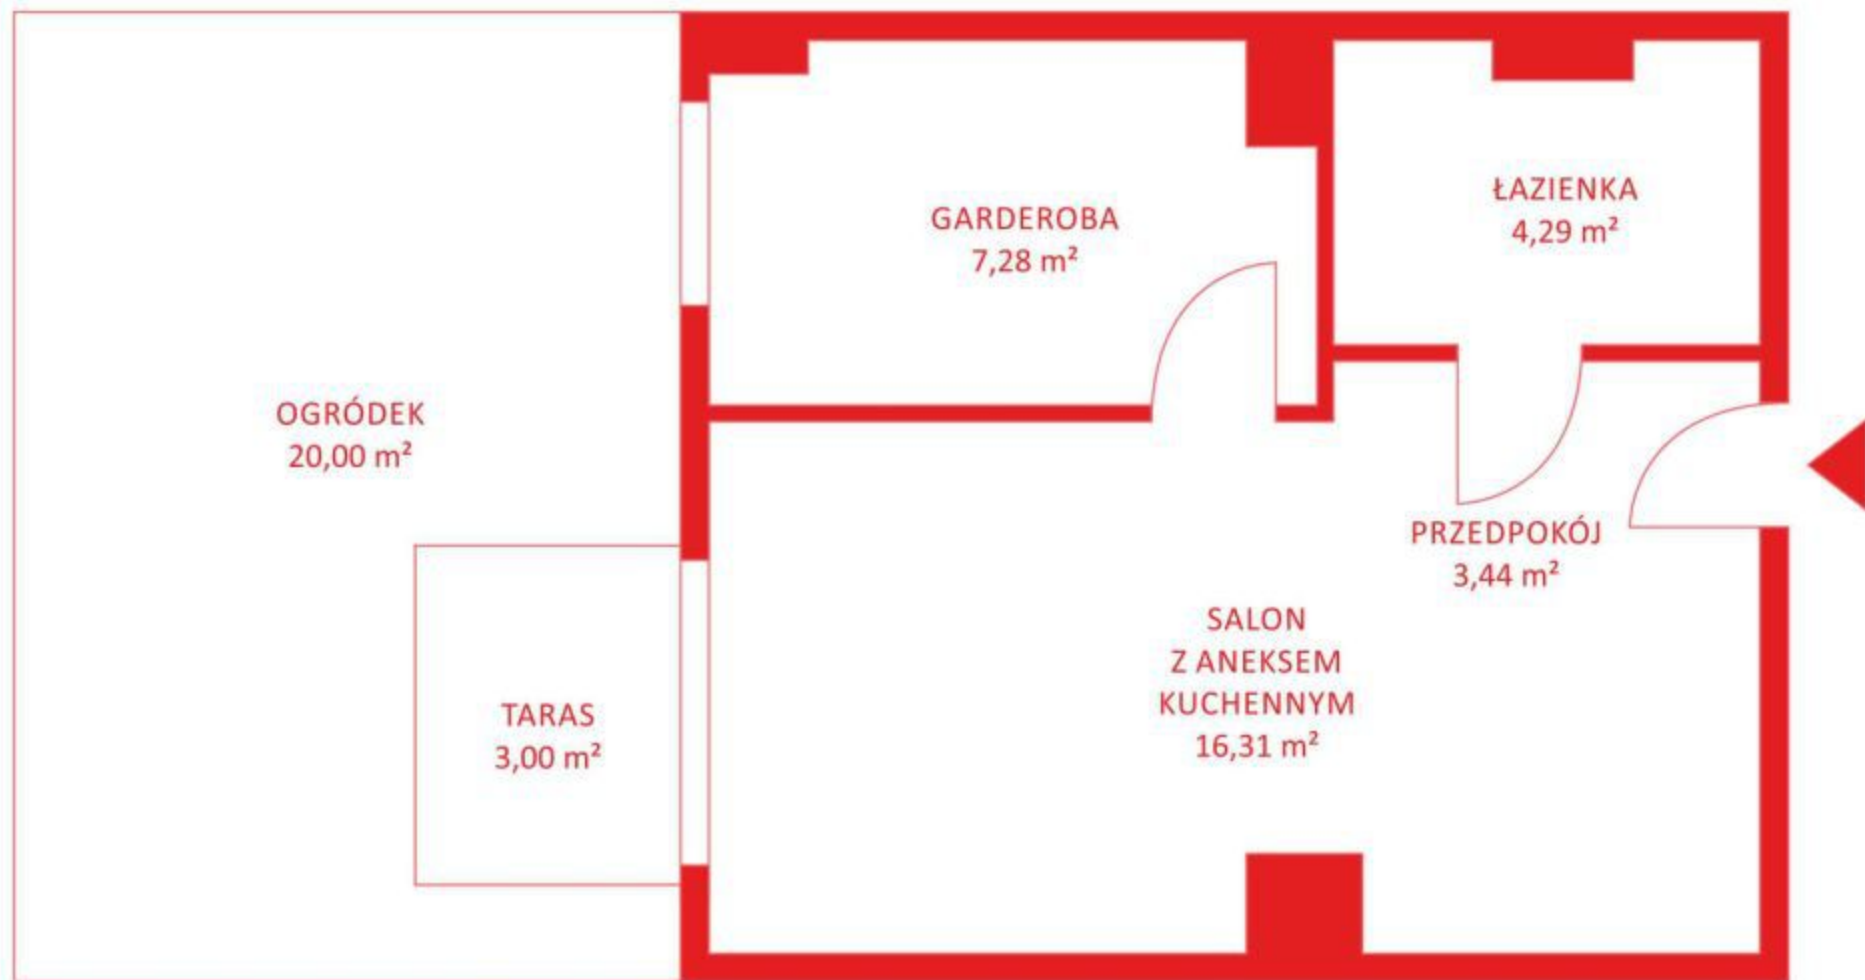 GARDEROBA
7,28 m²
ŁAZIENKA
4,29 m²
OGRÓDEK
20,00 m²
PRZEDPOKÓJ
3,44 m²
SALON
Z ANEKSEM
KUCHENNYM
16,31 m²
TARAS
3,00 m²